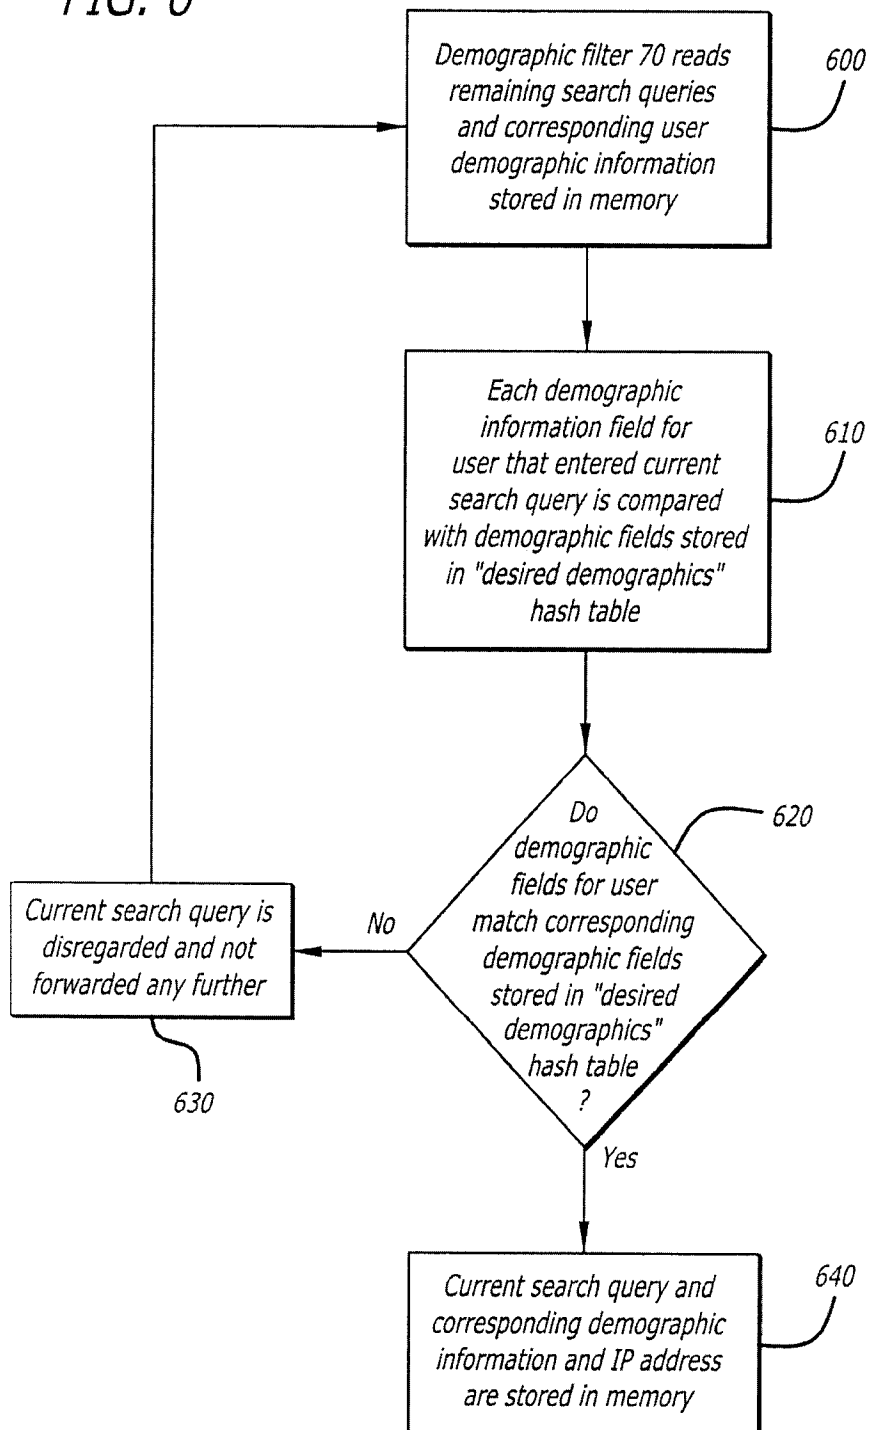 FIG. 6
Demographic filter 70 reads
remaining search queries
and corresponding user
demographic information
stored in memory
600
Each demographic
information field for
user that entered current
search query is compared
with demographic fields stored
in "desired demographics"
hash table
610
Do
demographic
fields for user
match corresponding
demographic fields
stored in "desired
demographics"
hash table
?
620
No
Current search query is
disregarded and not
forwarded any further
630
Yes
Current search query and
corresponding demographic
information and IP address
are stored in memory
640